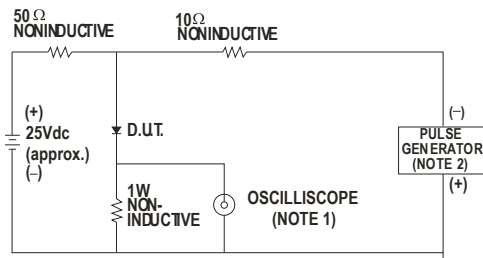 50 Ω
NONINDUCTIVE
10Ω
NONINDUCTIVE
(+)
25Vdc
(approx.)
(–)
D.U.T.
1W
NON-
INDUCTIVE
OSCILLISCOPE
(NOTE 1)
(–)
PULSE
GENERATOR
(NOTE 2)
(+)